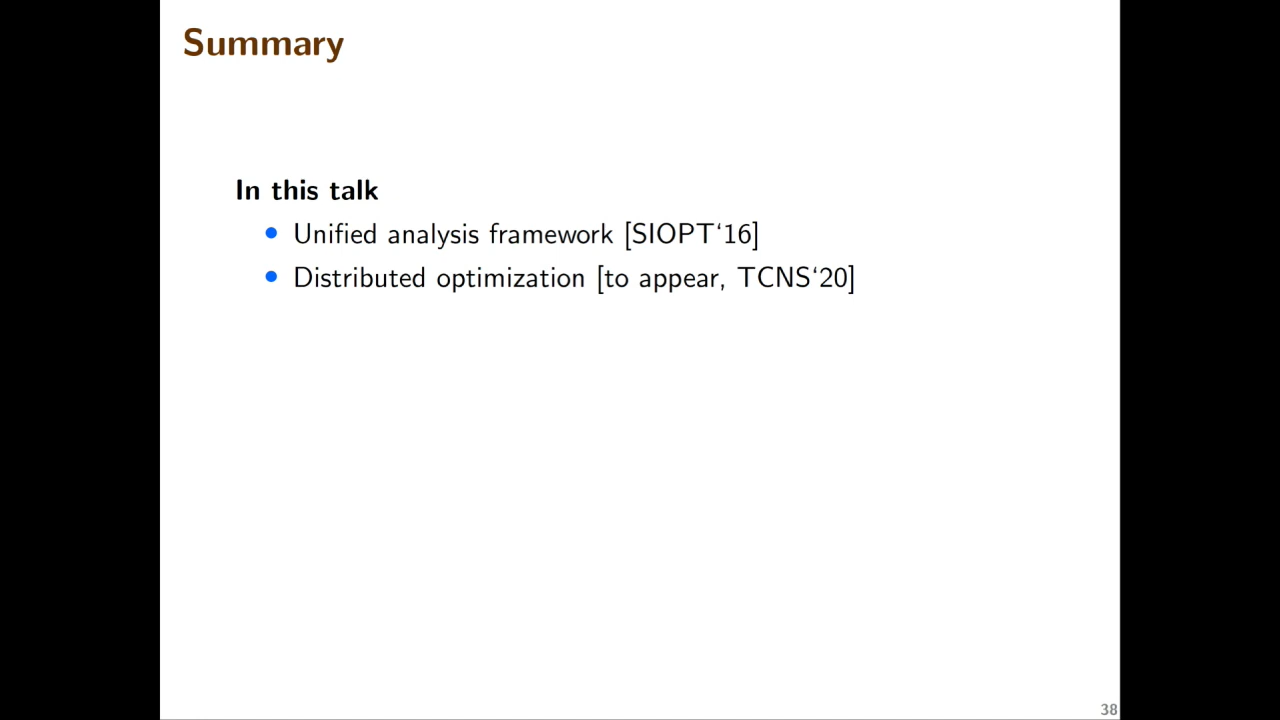 Summary
In this talk
• Unified analysis framework [SIOPT‘16]
• Distributed optimization [to appear, TCNS‘20]
38